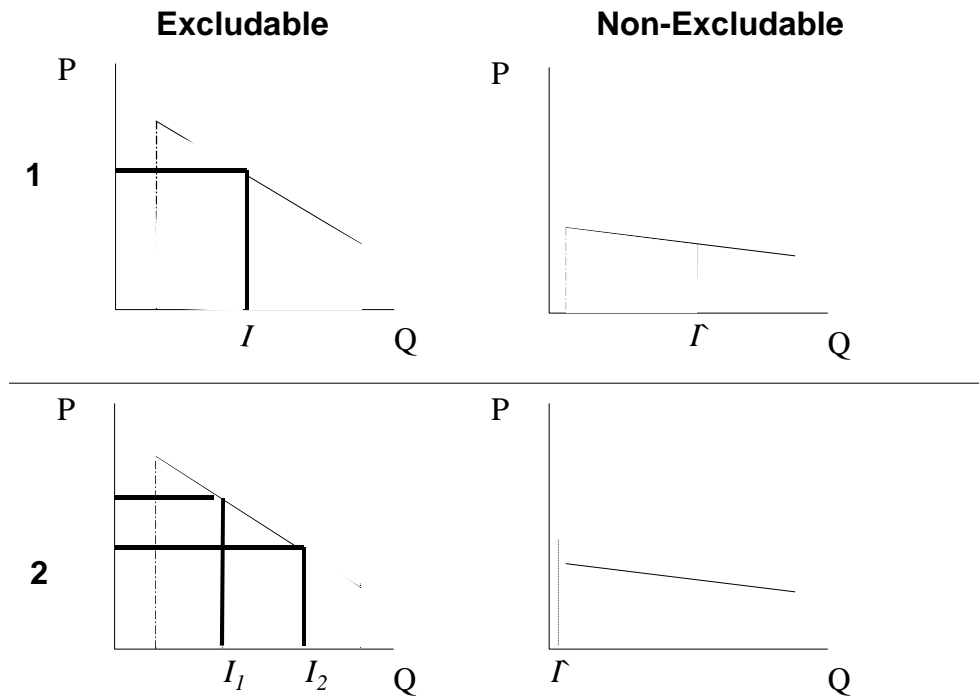 Excludable Non-Excludable
P P
1
I Î
Q Q
P P
2
I1 I2 Q Î Q